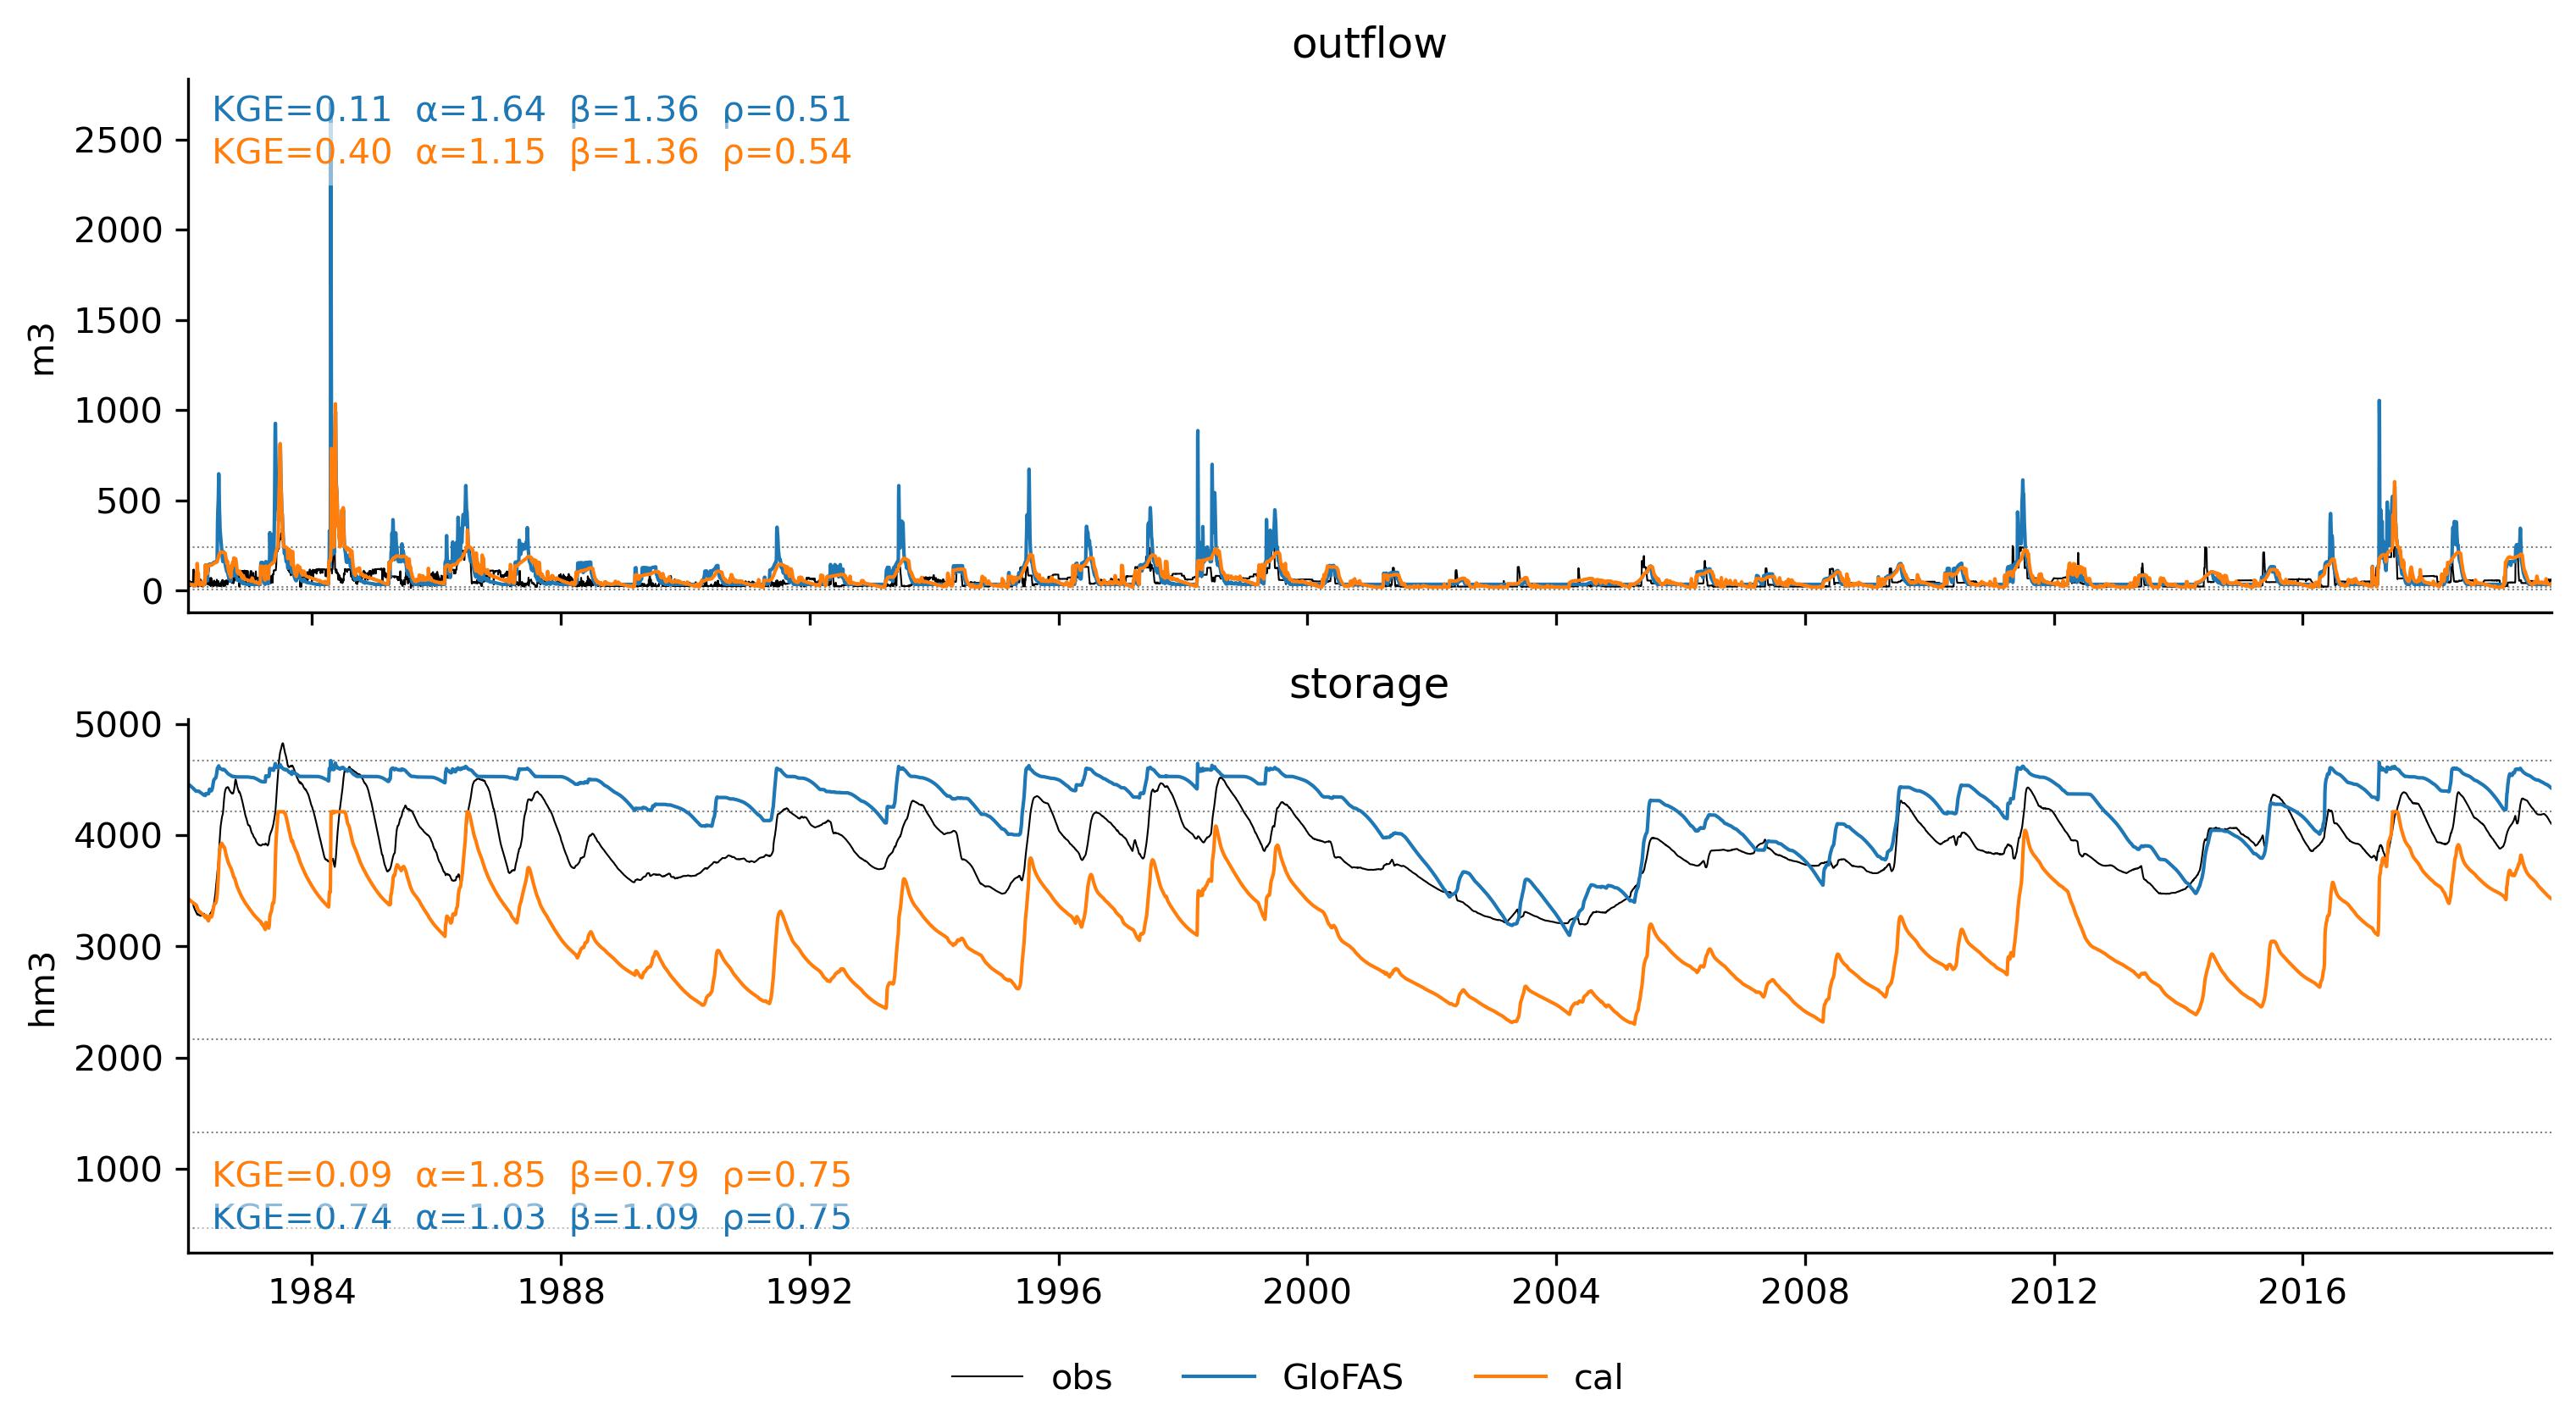 outflow
KGE=0.11 α=1.64 β=1.36 ρ=0.51
KGE=0.40 α=1.15 β=1.36 ρ=0.54
2500
2000
1500
1000
500
0
m3
storage
5000
4000
3000
2000
1000
hm3
KGE=0.09 α=1.85 β=0.79 ρ=0.75
KGE=0.74 α=1.03 β=1.09 ρ=0.75
1984 1988 1992 1996 2000 2004 2008 2012 2016
obs GloFAS cal